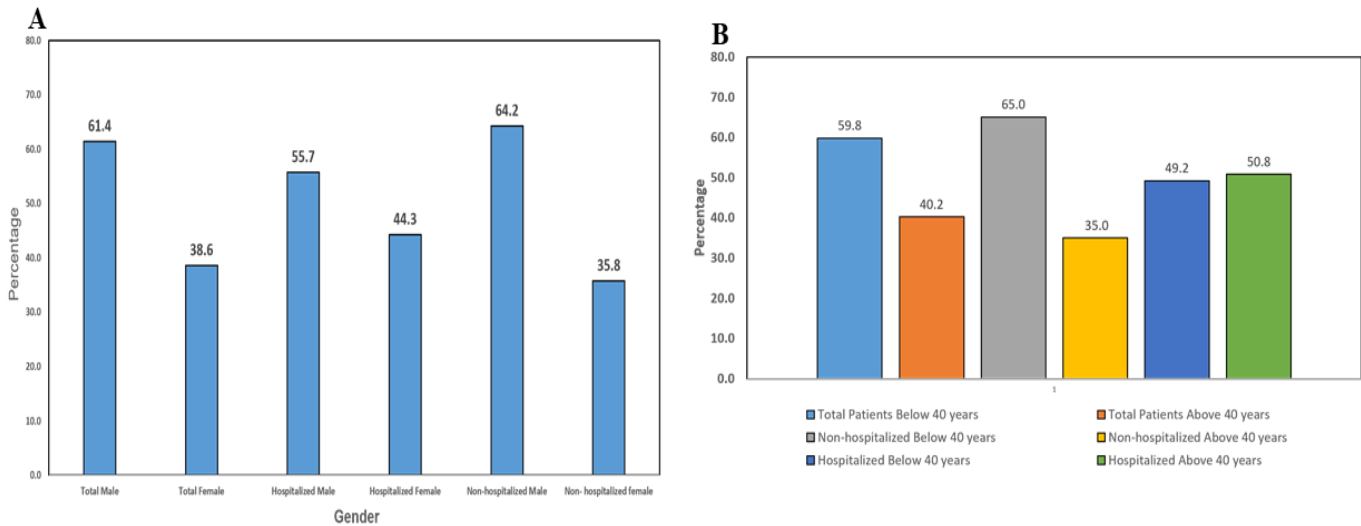 A
80.0
70.0
60.0
50.0
40.0
30.0
20.0
10.0
0.0
Percentage
61.4
38.6
55.7
44.3
64.2
35.8
Total Male
Total Female
Hospitalized Male
Hospitalized Female
Non-hospitalized Male
Non- hospitalized female
Gender
B
80.0
70.0
60.0
50.0
40.0
30.0
20.0
10.0
0.0
Percentage
59.8
40.2
65.0
35.0
49.2
50.8
1
Total Patients Below 40 years
Total Patients Above 40 years
Non-hospitalized Below 40 years
Non-hospitalized Above 40 years
Hospitalized Below 40 years
Hospitalized Above 40 years